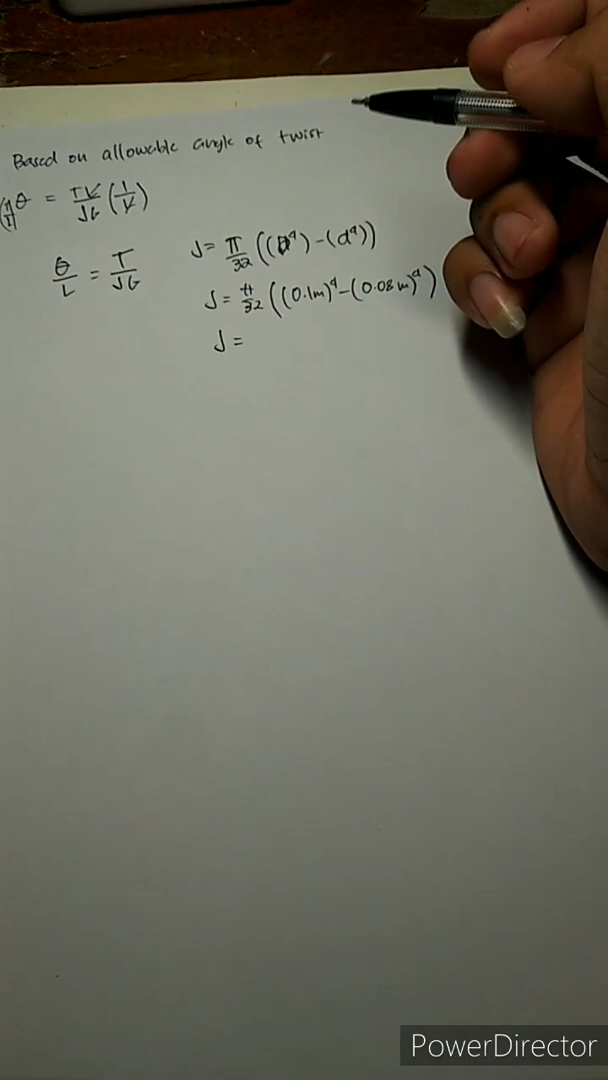 Based on allowable angle of twist
(1/L) θ = TL/JG (1/L)
θ/L = T/JG
J = π/32 ((D⁴) - (d⁴))
J = π/32 ((0.1m)⁴ - (0.08m)⁴)
J =
PowerDirector